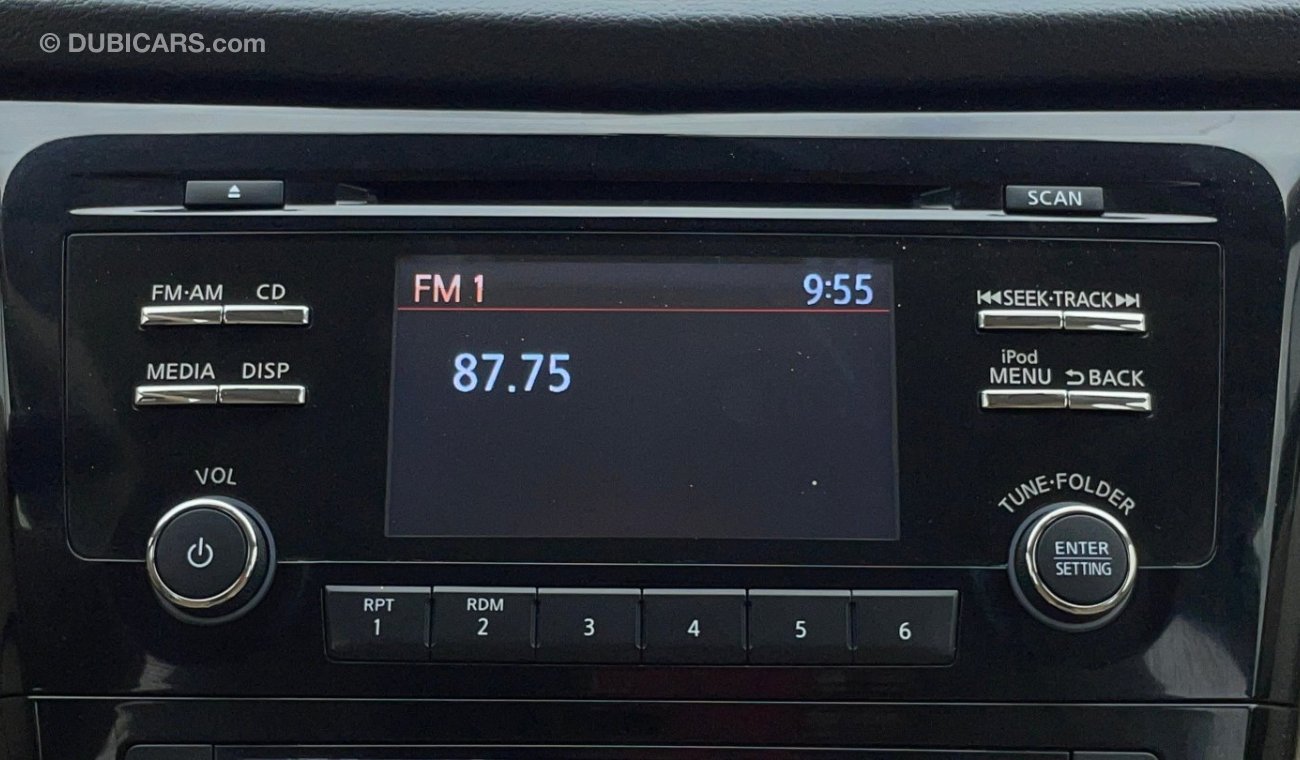 © DUBICARS.com
SCAN
FM·AM CD
FM 1 9:55
SEEK·TRACK
MEDIA DISP
87.75
iPod
MENU BACK
VOL
TUNE·FOLDER
ENTER
SETTING
RPT RDM
1 2 3 4 5 6